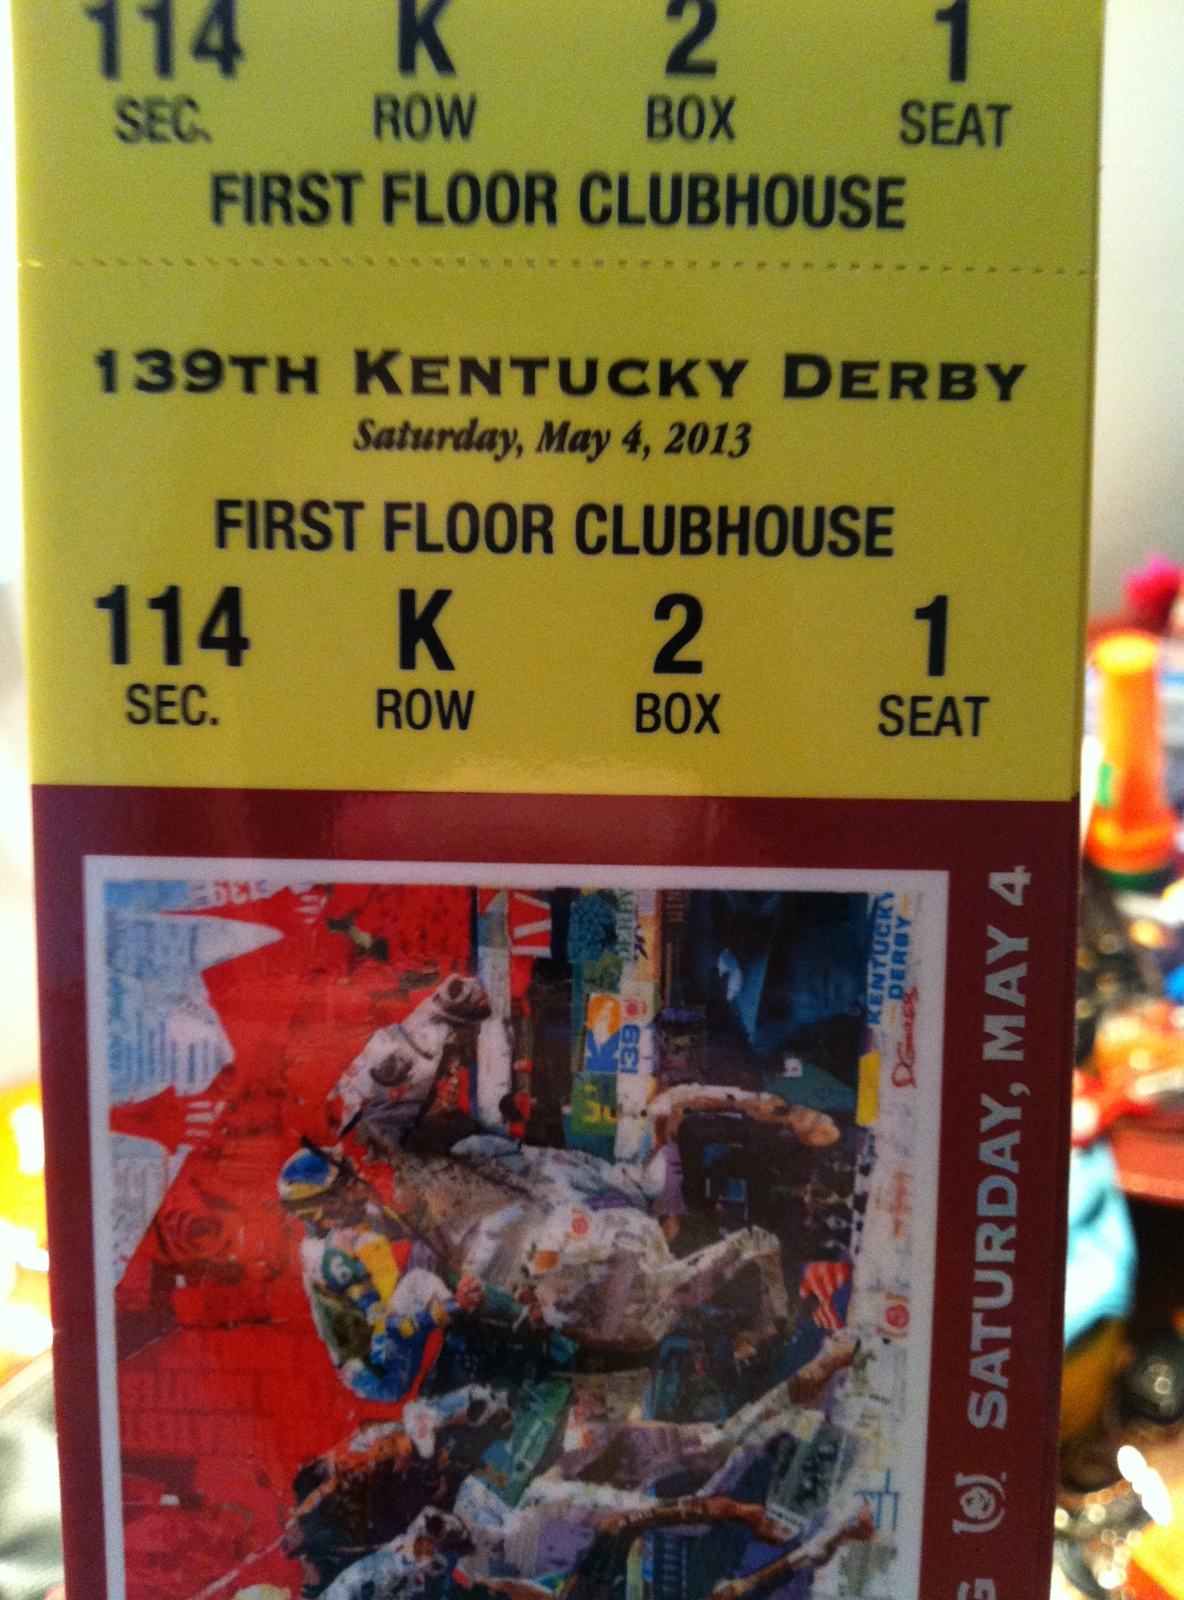 114 K 2 1
SEC. ROW BOX SEAT
FIRST FLOOR CLUBHOUSE
139TH KENTUCKY DERBY
Saturday, May 4, 2013
FIRST FLOOR CLUBHOUSE
114 K 2 1
SEC. ROW BOX SEAT
KENTUCKY
DERBY
139
SATURDAY, MAY 4